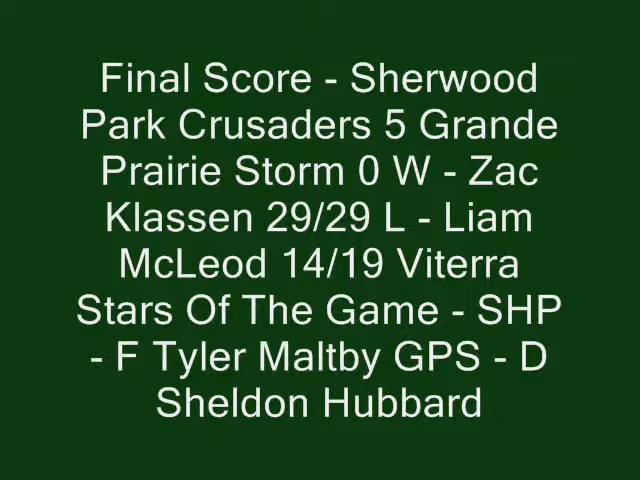 Final Score - Sherwood
Park Crusaders 5 Grande
Prairie Storm 0 W - Zac
Klassen 29/29 L - Liam
McLeod 14/19 Viterra
Stars Of The Game - SHP
- F Tyler Maltby GPS - D
Sheldon Hubbard